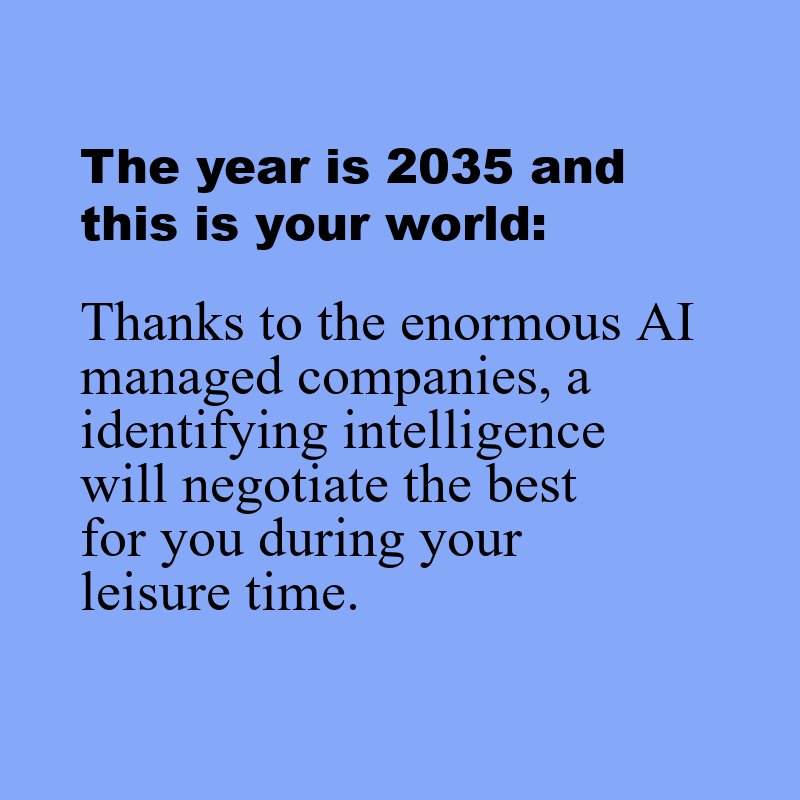 The year is 2035 and
this is your world:
Thanks to the enormous AI
managed companies, a
identifying intelligence
will negotiate the best
for you during your
leisure time.